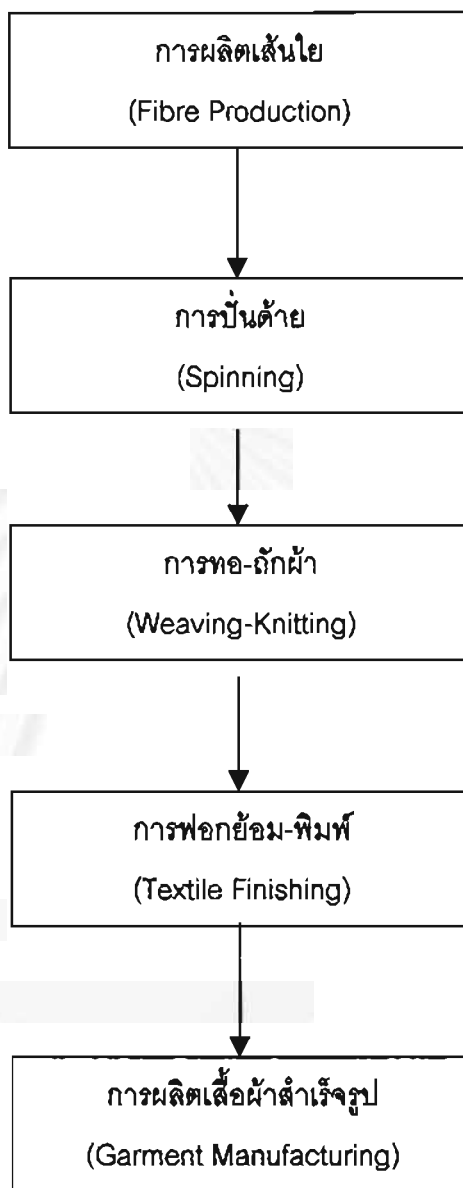 การผลิตเส้นใย
(Fibre Production)
การปั่นด้าย
(Spinning)
การทอ-ถักผ้า
(Weaving-Knitting)
การฟอกย้อม-พิมพ์
(Textile Finishing)
การผลิตเสื้อผ้าสำเร็จรูป
(Garment Manufacturing)